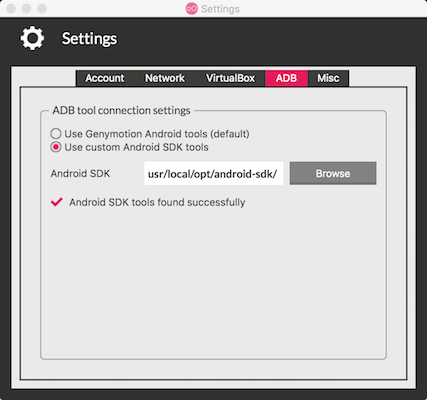 Settings
Settings
Account Network VirtualBox ADB Misc
ADB tool connection settings
Use Genymotion Android tools (default)
Use custom Android SDK tools
Android SDK usr/local/opt/android-sdk/ Browse
Android SDK tools found successfully